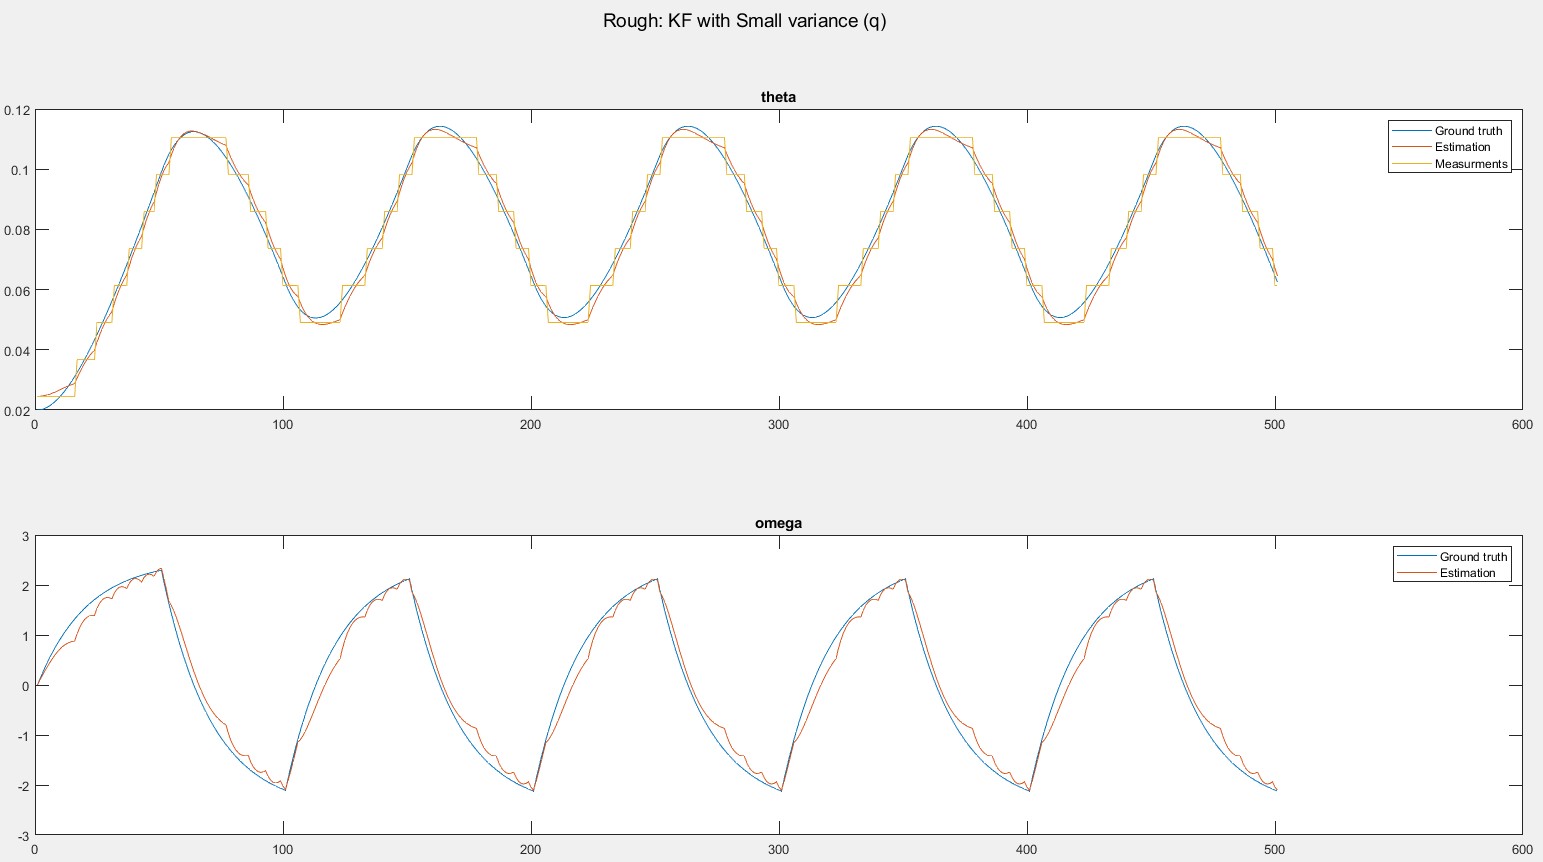 Rough: KF with Small variance (q)
theta
0.12
0.1
0.08
0.06
0.04
0.02
0 100 200 300 400 500 600
Ground truth
Estimation
Measurments
omega
3
2
1
0
-1
-2
-3
0 100 200 300 400 500 600
Ground truth
Estimation